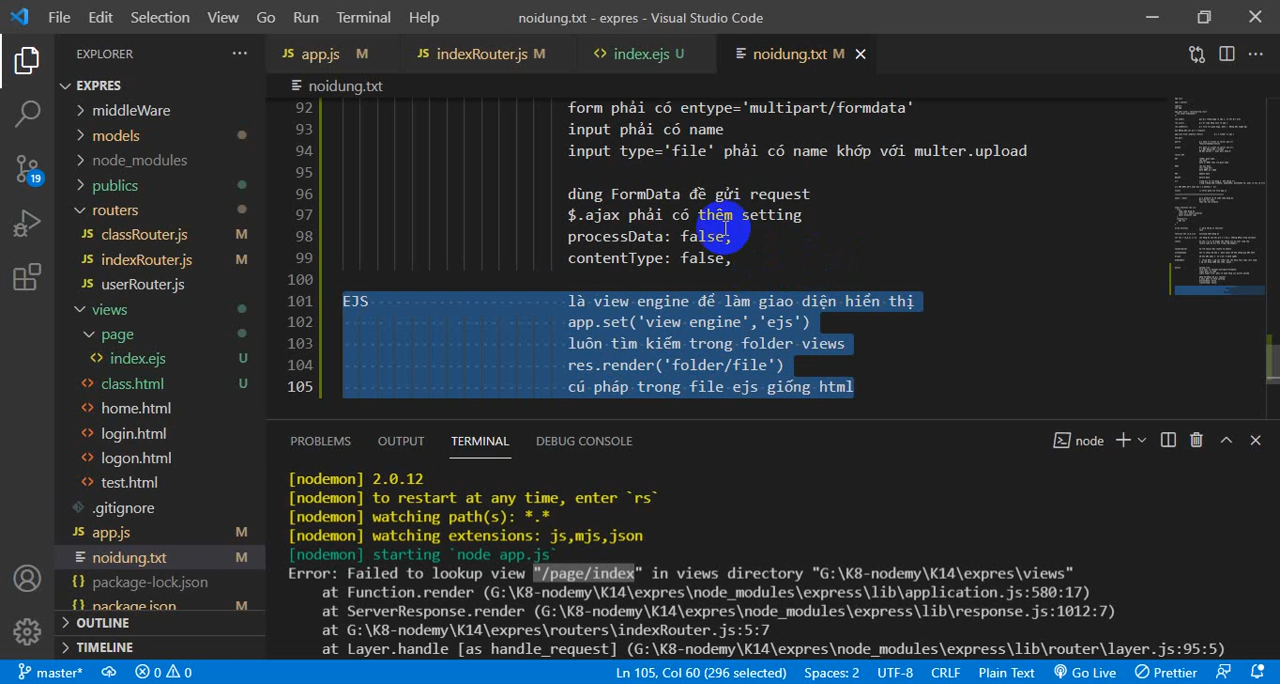 File Edit Selection View Go Run Terminal Help noidung.txt - expres - Visual Studio Code
EXPLORER ... JS app.js M JS indexRouter.js M <> index.ejs U noidung.txt M
EXPRES noidung.txt
middleWare
models
node_modules
publics
routers
JS classRouter.js M
JS indexRouter.js M
JS userRouter.js
views
page
<> index.ejs U
<> class.html U
<> home.html
<> login.html
<> logon.html
<> test.html
.gitignore
JS app.js M
noidung.txt M
package-lock.json
package.json M
OUTLINE
TIMELINE
19
92 form phải có entype='multipart/formdata'
93 input phải có name
94 input type='file' phải có name khớp với multer.upload
95
96 dùng FormData đề gửi request
97 $.ajax phải có thêm setting
98 processData: false,
99 contentType: false,
100
101 EJS là view engine để làm giao diện hiển thị
102 app.set('view engine','ejs')
103 luôn tìm kiếm trong folder views
104 res.render('folder/file')
105 cú pháp trong file ejs giống html
PROBLEMS OUTPUT TERMINAL DEBUG CONSOLE node
[nodemon] 2.0.12
[nodemon] to restart at any time, enter `rs`
[nodemon] watching path(s): *.*
[nodemon] watching extensions: js,mjs,json
[nodemon] starting `node app.js`
Error: Failed to lookup view "/page/index" in views directory "G:\K8-nodemy\K14\expres\views"
at Function.render (G:\K8-nodemy\K14\expres\node_modules\express\lib\application.js:580:17)
at ServerResponse.render (G:\K8-nodemy\K14\expres\node_modules\express\lib\response.js:1012:7)
at G:\K8-nodemy\K14\expres\routers\indexRouter.js:5:7
at Layer.handle [as handle_request] (G:\K8-nodemy\K14\expres\node_modules\express\lib\router\layer.js:95:5)
master* 0 0 Ln 105, Col 60 (296 selected) Spaces: 2 UTF-8 CRLF Plain Text Go Live Prettier